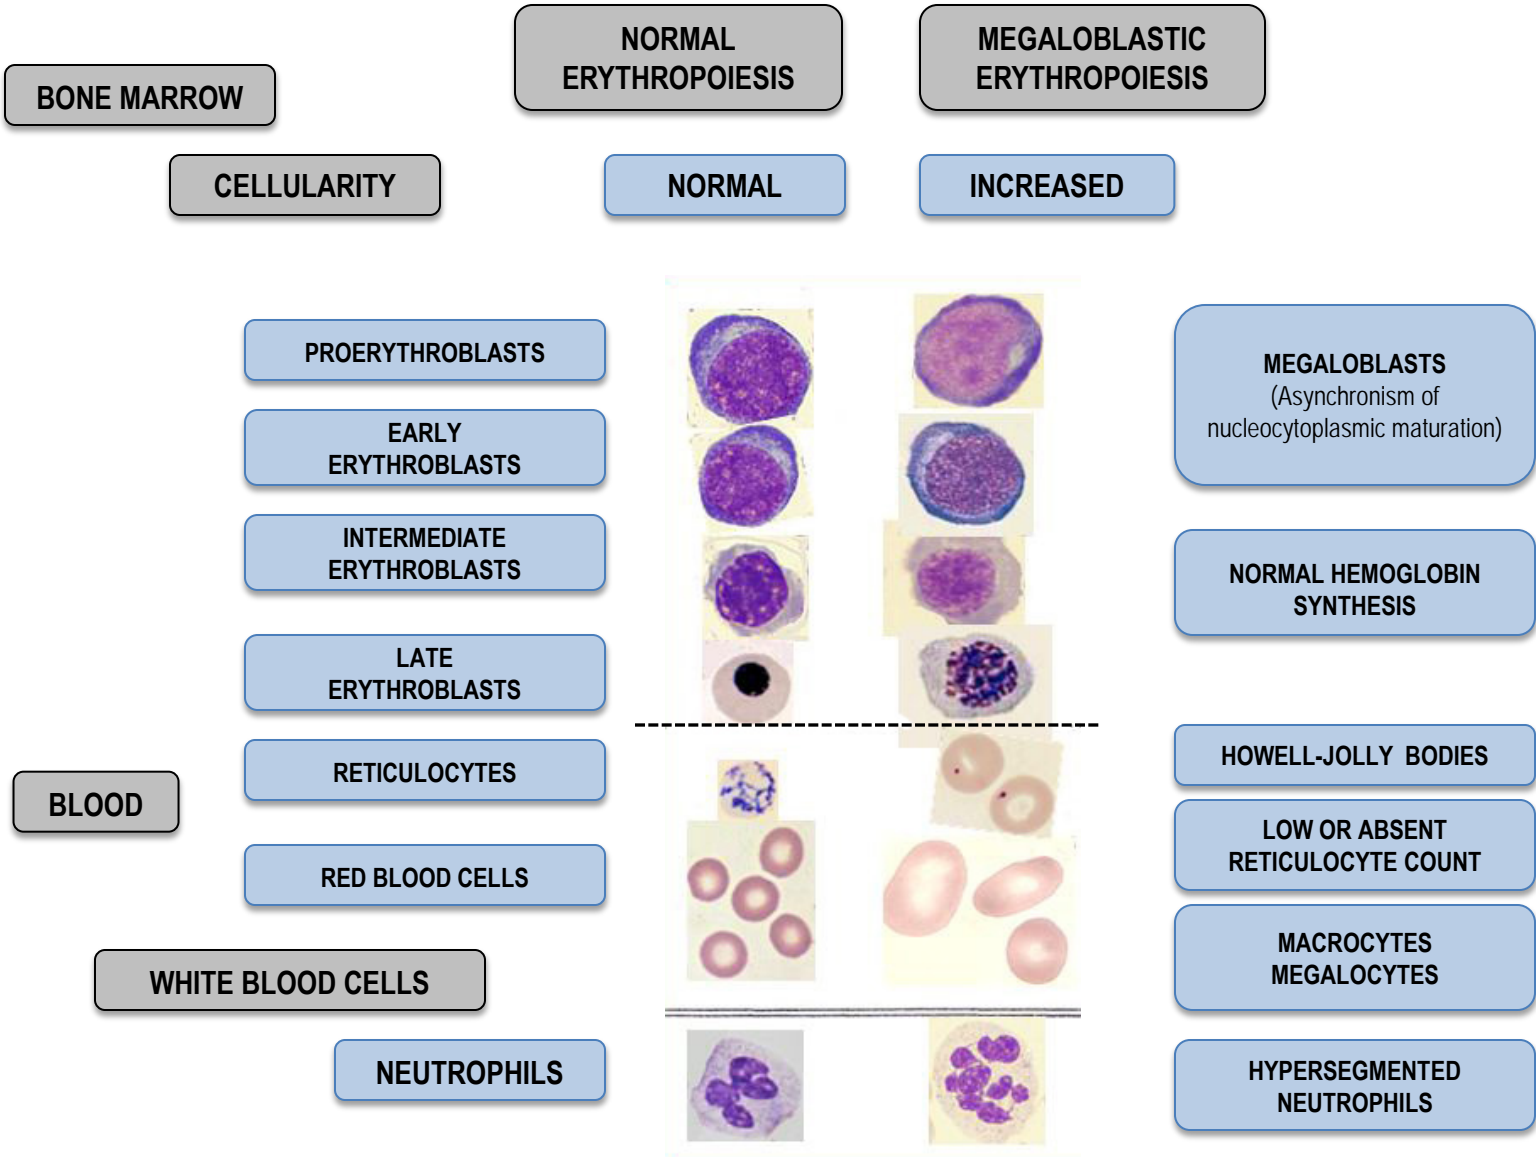 NORMAL
ERYTHROPOIESIS
MEGALOBLASTIC
ERYTHROPOIESIS
BONE MARROW
CELLULARITY
NORMAL
INCREASED
PROERYTHROBLASTS
MEGALOBLASTS
(Asynchronism of
nucleocytoplasmic maturation)
EARLY
ERYTHROBLASTS
INTERMEDIATE
ERYTHROBLASTS
NORMAL HEMOGLOBIN
SYNTHESIS
LATE
ERYTHROBLASTS
HOWELL-JOLLY BODIES
RETICULOCYTES
BLOOD
LOW OR ABSENT
RETICULOCYTE COUNT
RED BLOOD CELLS
MACROCYTES
MEGALOCYTES
WHITE BLOOD CELLS
NEUTROPHILS
HYPERSEGMENTED
NEUTROPHILS